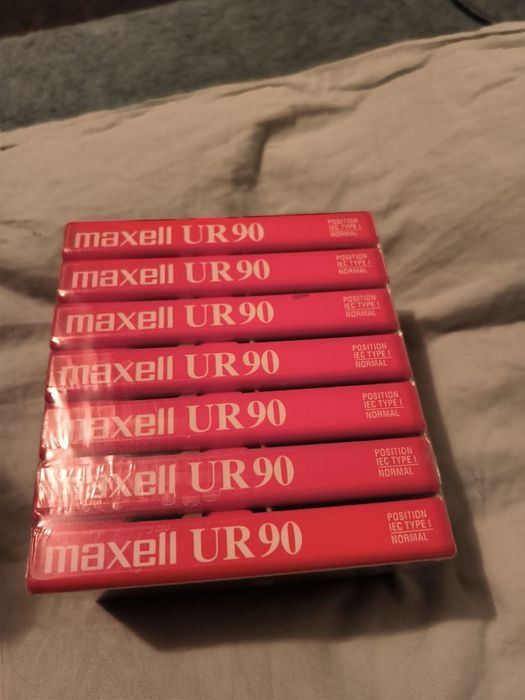 maxell UR90
POSITION
IEC TYPE I
NORMAL
maxell UR90
POSITION
IEC TYPE I
NORMAL
maxell UR90
POSITION
IEC TYPE I
NORMAL
maxell UR90
POSITION
IEC TYPE I
NORMAL
maxell UR90
POSITION
IEC TYPE I
NORMAL
maxell UR90
POSITION
IEC TYPE I
NORMAL
maxell UR90
POSITION
IEC TYPE I
NORMAL